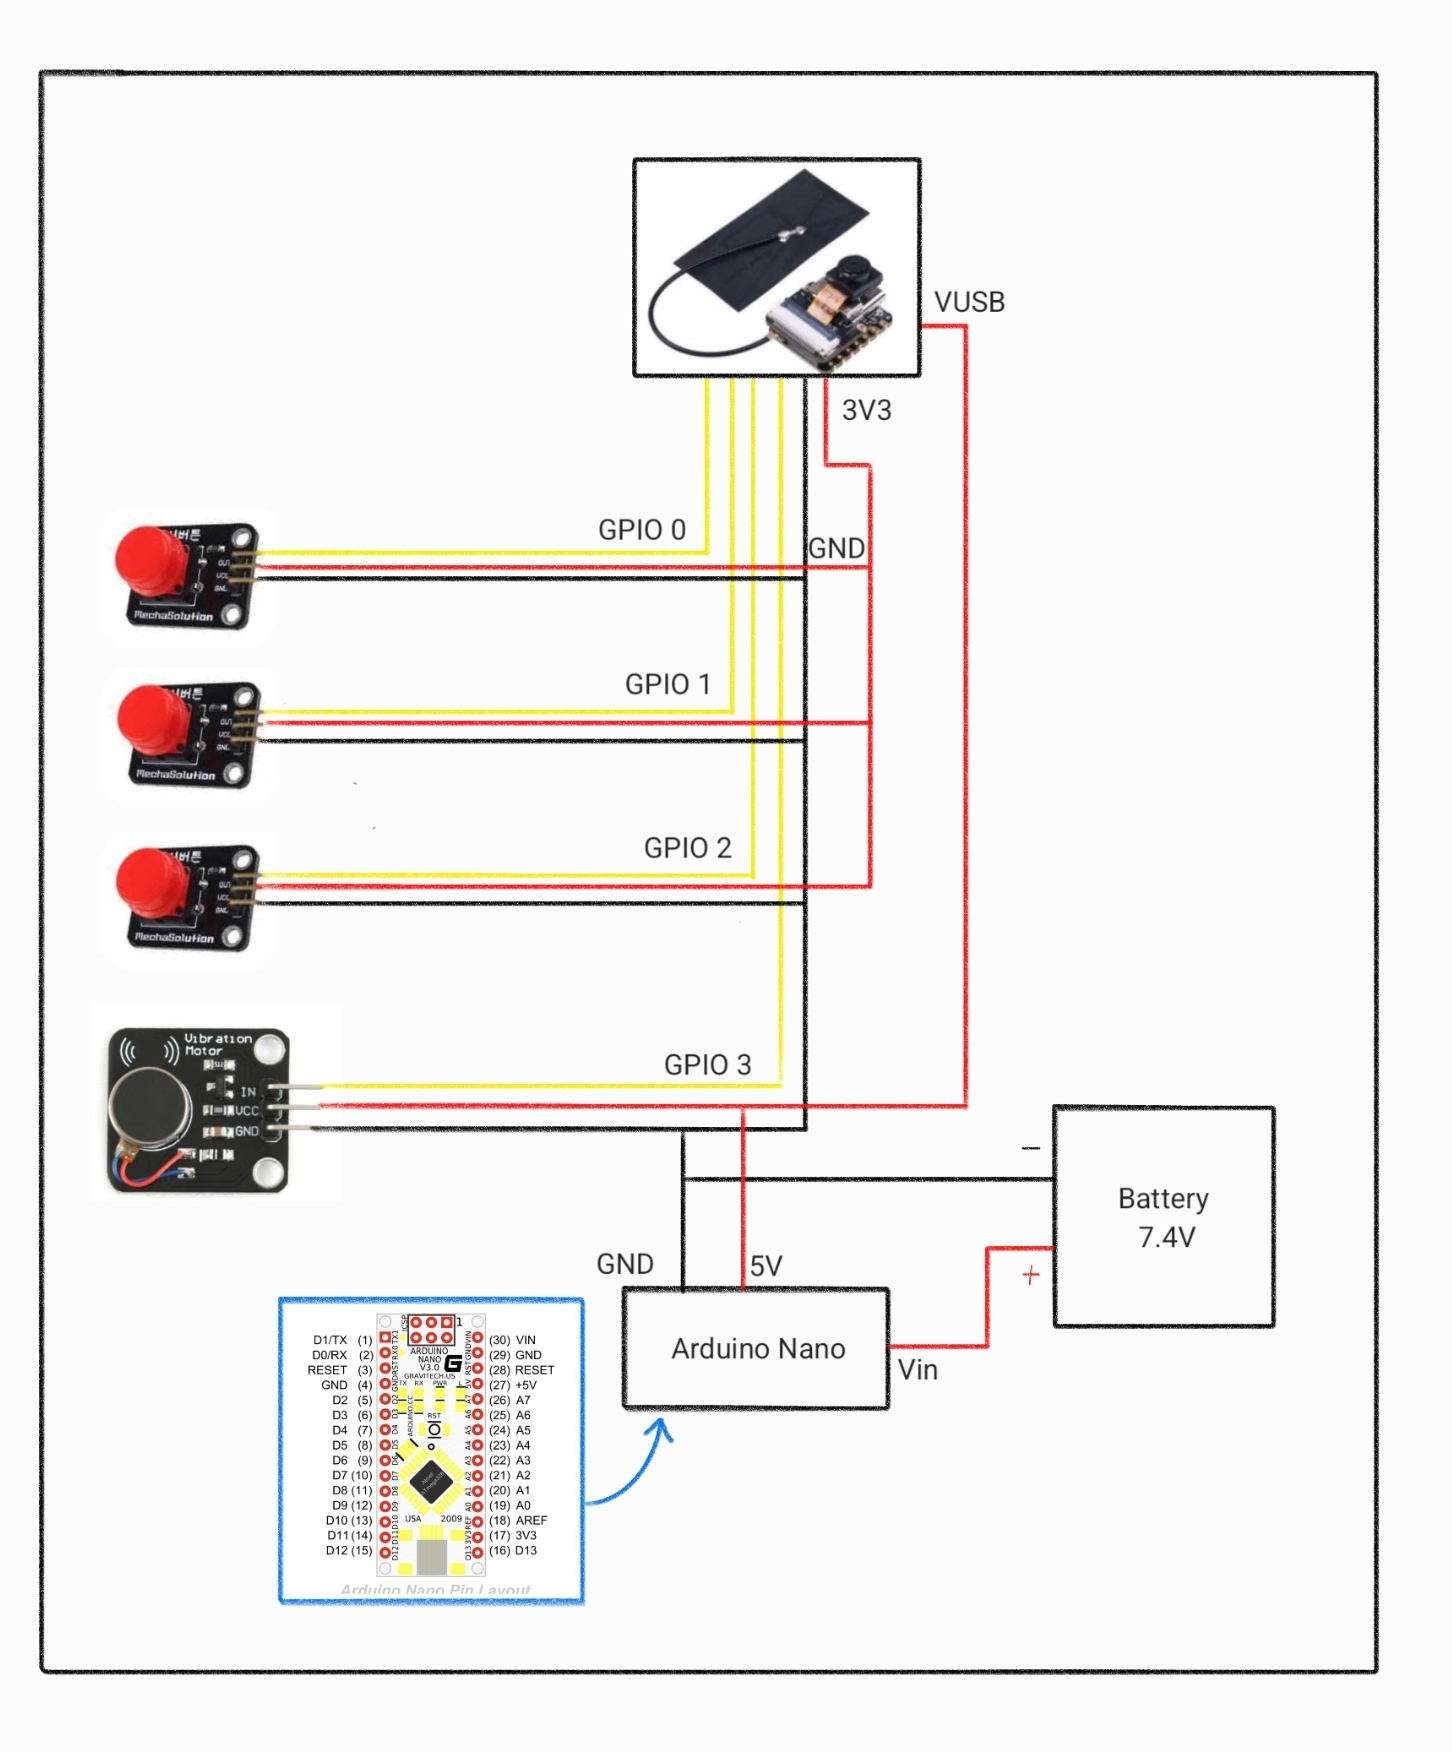 VUSB
3V3
GPIO 0
GND
OUT
VCC
GND
MechaSolution
GPIO 1
OUT
VCC
GND
MechaSolution
GPIO 2
OUT
VCC
GND
MechaSolution
Vibration
Motor
GPIO 3
IN
VCC
GND
−
Battery
7.4V
+
GND
5V
Arduino Nano
Vin
D1/TX (1)
D0/RX (2)
RESET (3)
GND (4)
D2 (5)
D3 (6)
D4 (7)
D5 (8)
D6 (9)
D7 (10)
D8 (11)
D9 (12)
D10 (13)
D11 (14)
D12 (15)
ICSP
1
ARDUINO
NANO
V3.0
GRAVITECH.US
TX RX PWR L
ARDUINO.CC
RST
USA 2009
(30) VIN
(29) GND
(28) RESET
(27) +5V
(26) A7
(25) A6
(24) A5
(23) A4
(22) A3
(21) A2
(20) A1
(19) A0
(18) AREF
(17) 3V3
(16) D13
Arduino Nano Pin Layout